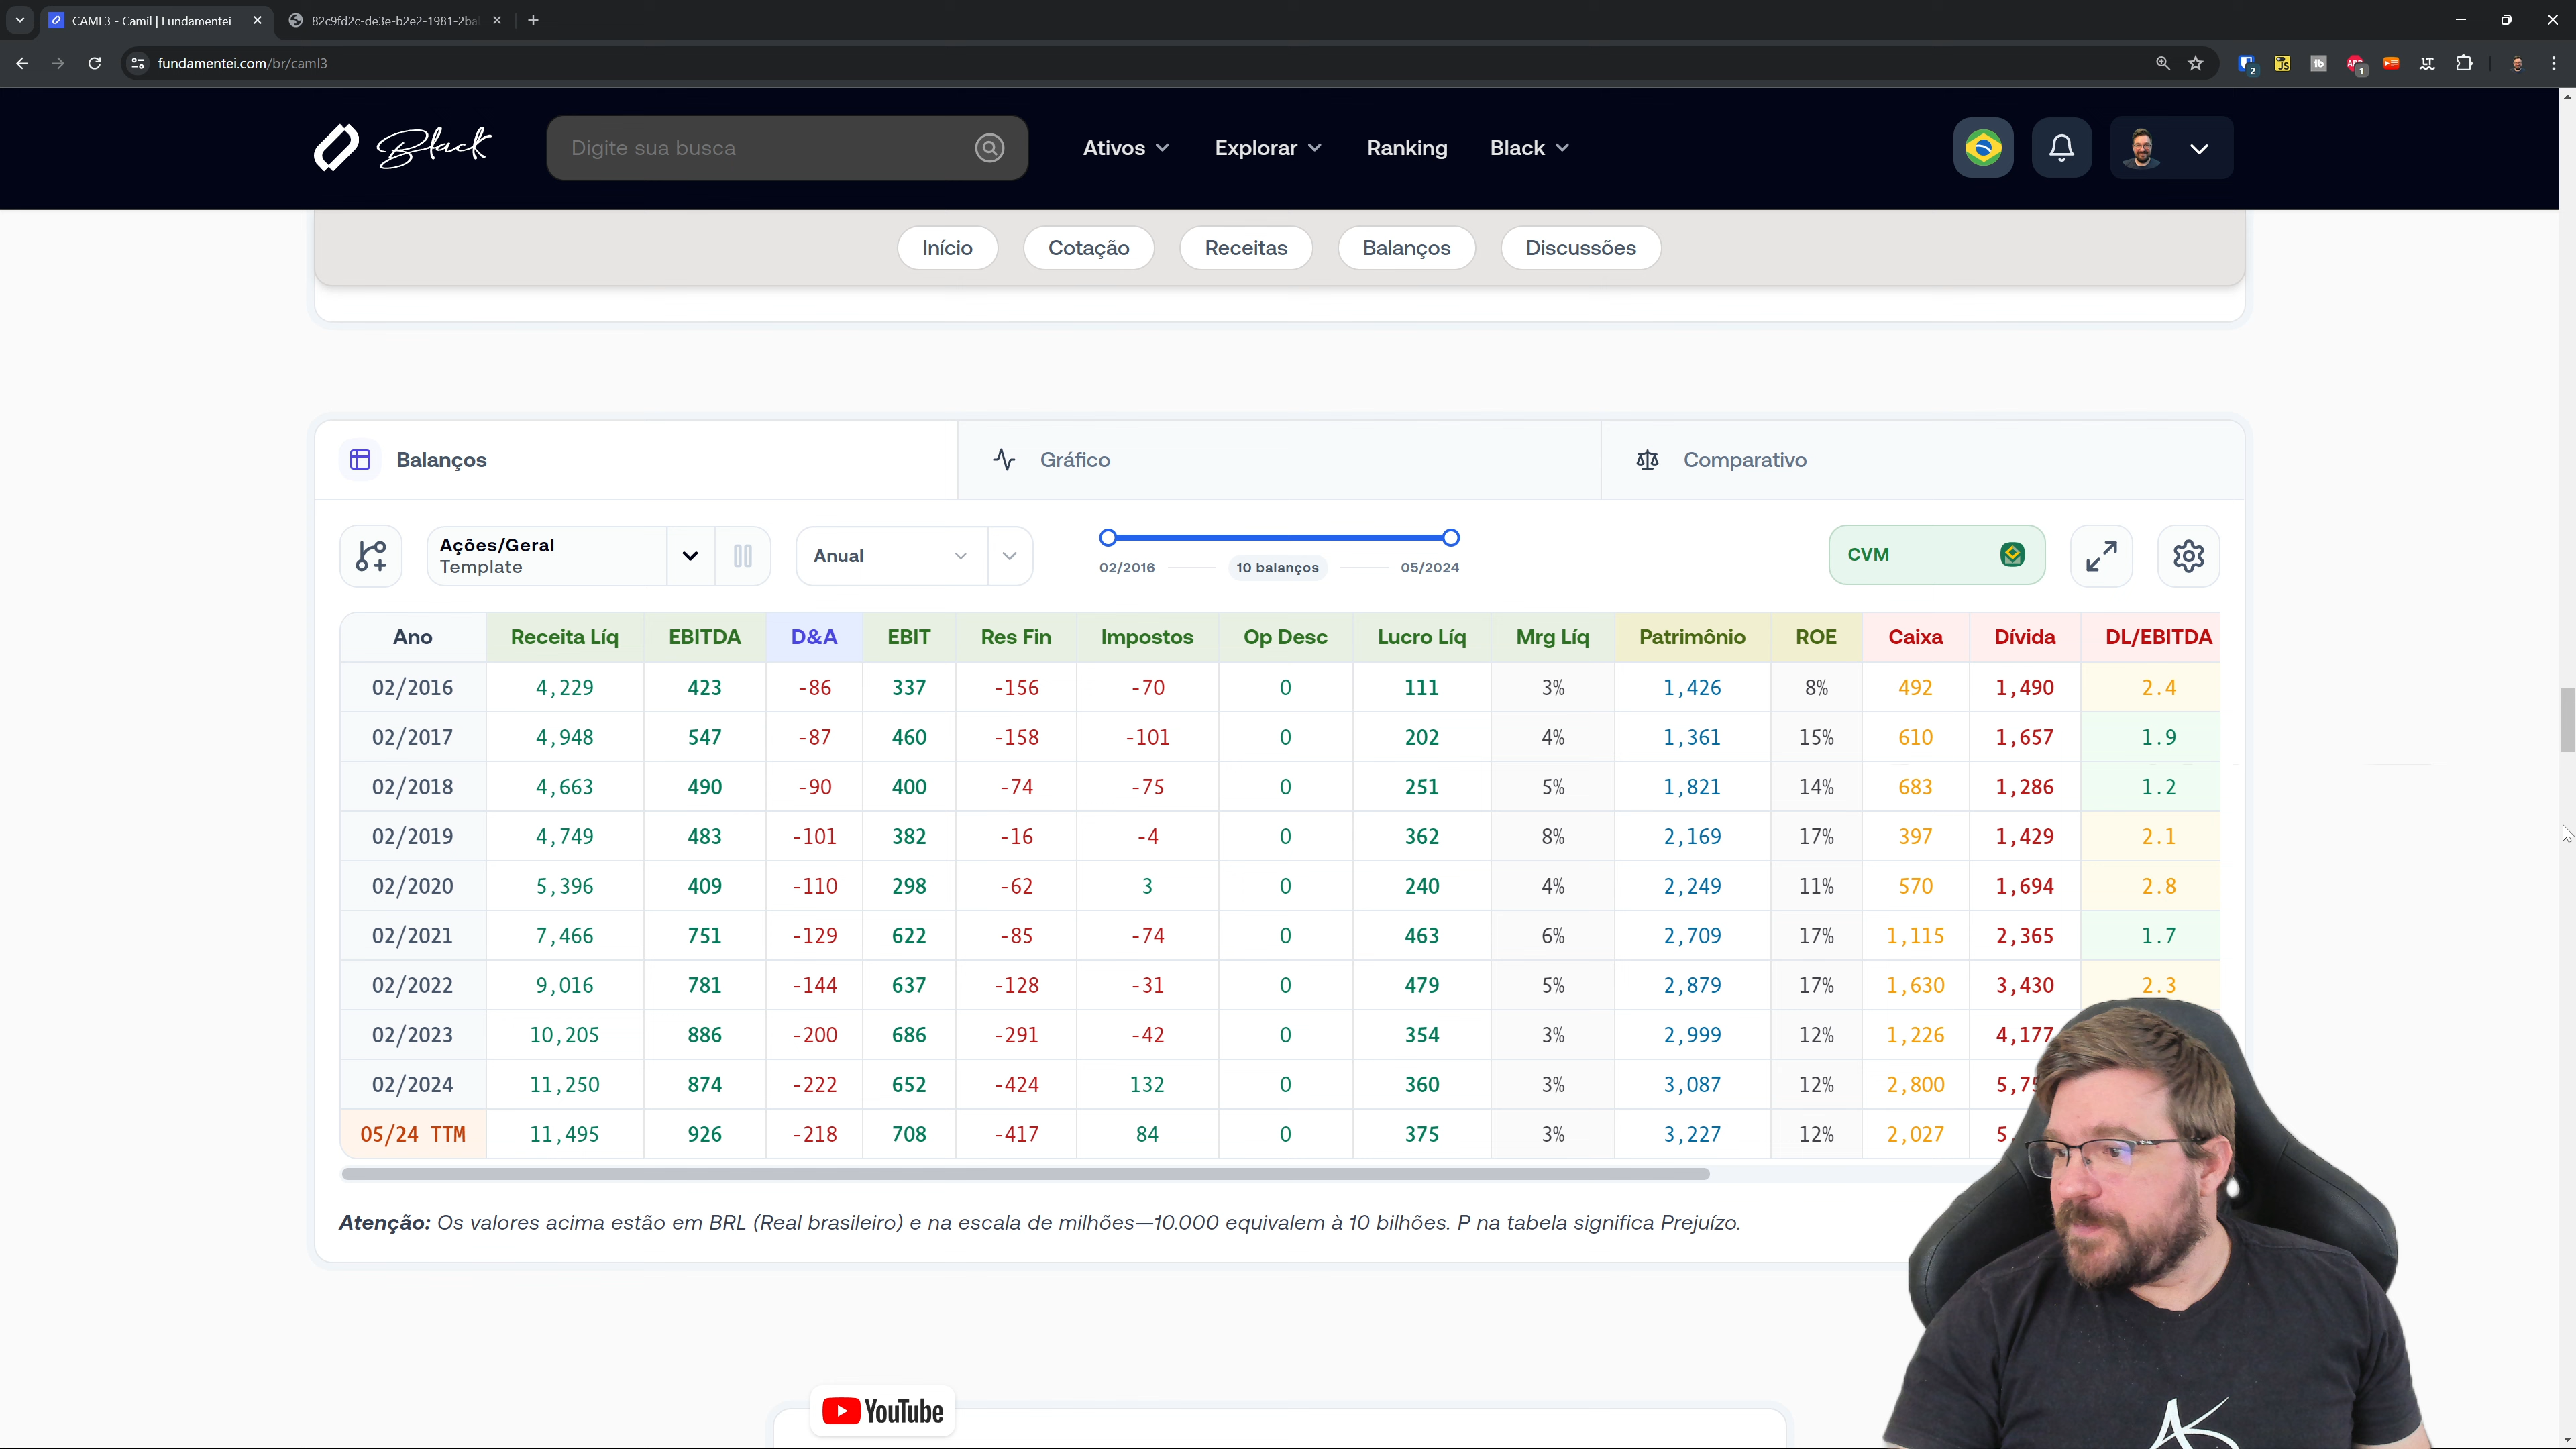 CAML3 - Camil | Fundamentei
82c9fd2c-de3e-b2e2-1981-2ba
fundamentei.com/br/caml3
Black
Digite sua busca
Ativos
Explorar
Ranking
Black
Início
Cotação
Receitas
Balanços
Discussões
Balanços
Gráfico
Comparativo
Ações/Geral
Template
Anual
02/2016
10 balanços
05/2024
CVM
Ano Receita Líq EBITDA D&A EBIT Res Fin Impostos Op Desc Lucro Líq Mrg Líq Patrimônio ROE Caixa Dívida DL/EBITDA
02/2016 4,229 423 -86 337 -156 -70 0 111 3% 1,426 8% 492 1,490 2.4
02/2017 4,948 547 -87 460 -158 -101 0 202 4% 1,361 15% 610 1,657 1.9
02/2018 4,663 490 -90 400 -74 -75 0 251 5% 1,821 14% 683 1,286 1.2
02/2019 4,749 483 -101 382 -16 -4 0 362 8% 2,169 17% 397 1,429 2.1
02/2020 5,396 409 -110 298 -62 3 0 240 4% 2,249 11% 570 1,694 2.8
02/2021 7,466 751 -129 622 -85 -74 0 463 6% 2,709 17% 1,115 2,365 1.7
02/2022 9,016 781 -144 637 -128 -31 0 479 5% 2,879 17% 1,630 3,430 2.3
02/2023 10,205 886 -200 686 -291 -42 0 354 3% 2,999 12% 1,226 4,177
02/2024 11,250 874 -222 652 -424 132 0 360 3% 3,087 12% 2,800
05/24 TTM 11,495 926 -218 708 -417 84 0 375 3% 3,227 12% 2,027
Atenção: Os valores acima estão em BRL (Real brasileiro) e na escala de milhões—10.000 equivalem à 10 bilhões. P na tabela significa Prejuízo.
YouTube